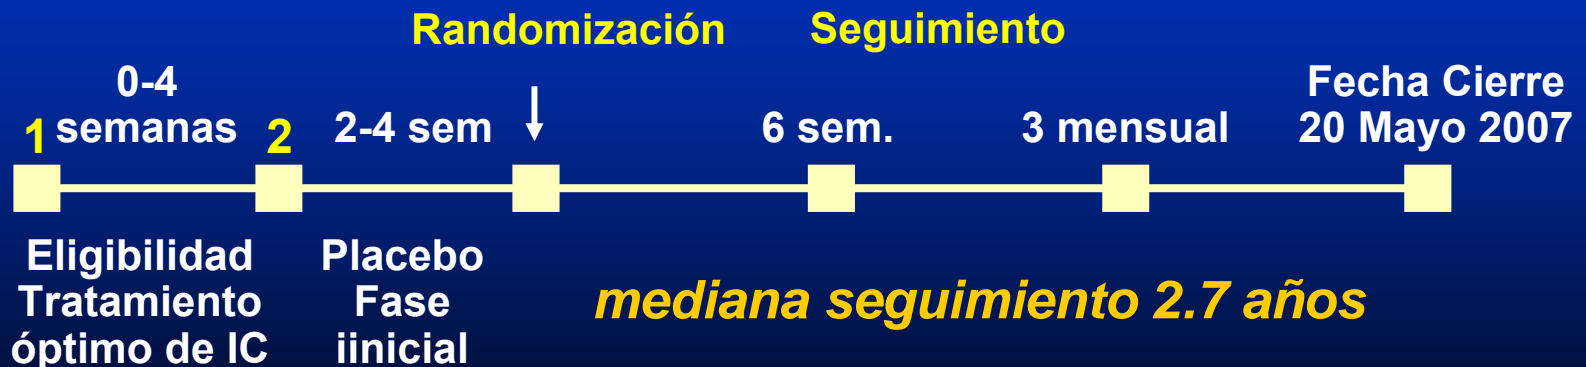 Randomización Seguimiento
0-4
semanas
1
2
2-4 sem
6 sem.
3 mensual
Fecha Cierre
20 Mayo 2007
Eligibilidad
Tratamiento
óptimo de IC
Placebo
Fase
iinicial
mediana seguimiento 2.7 años